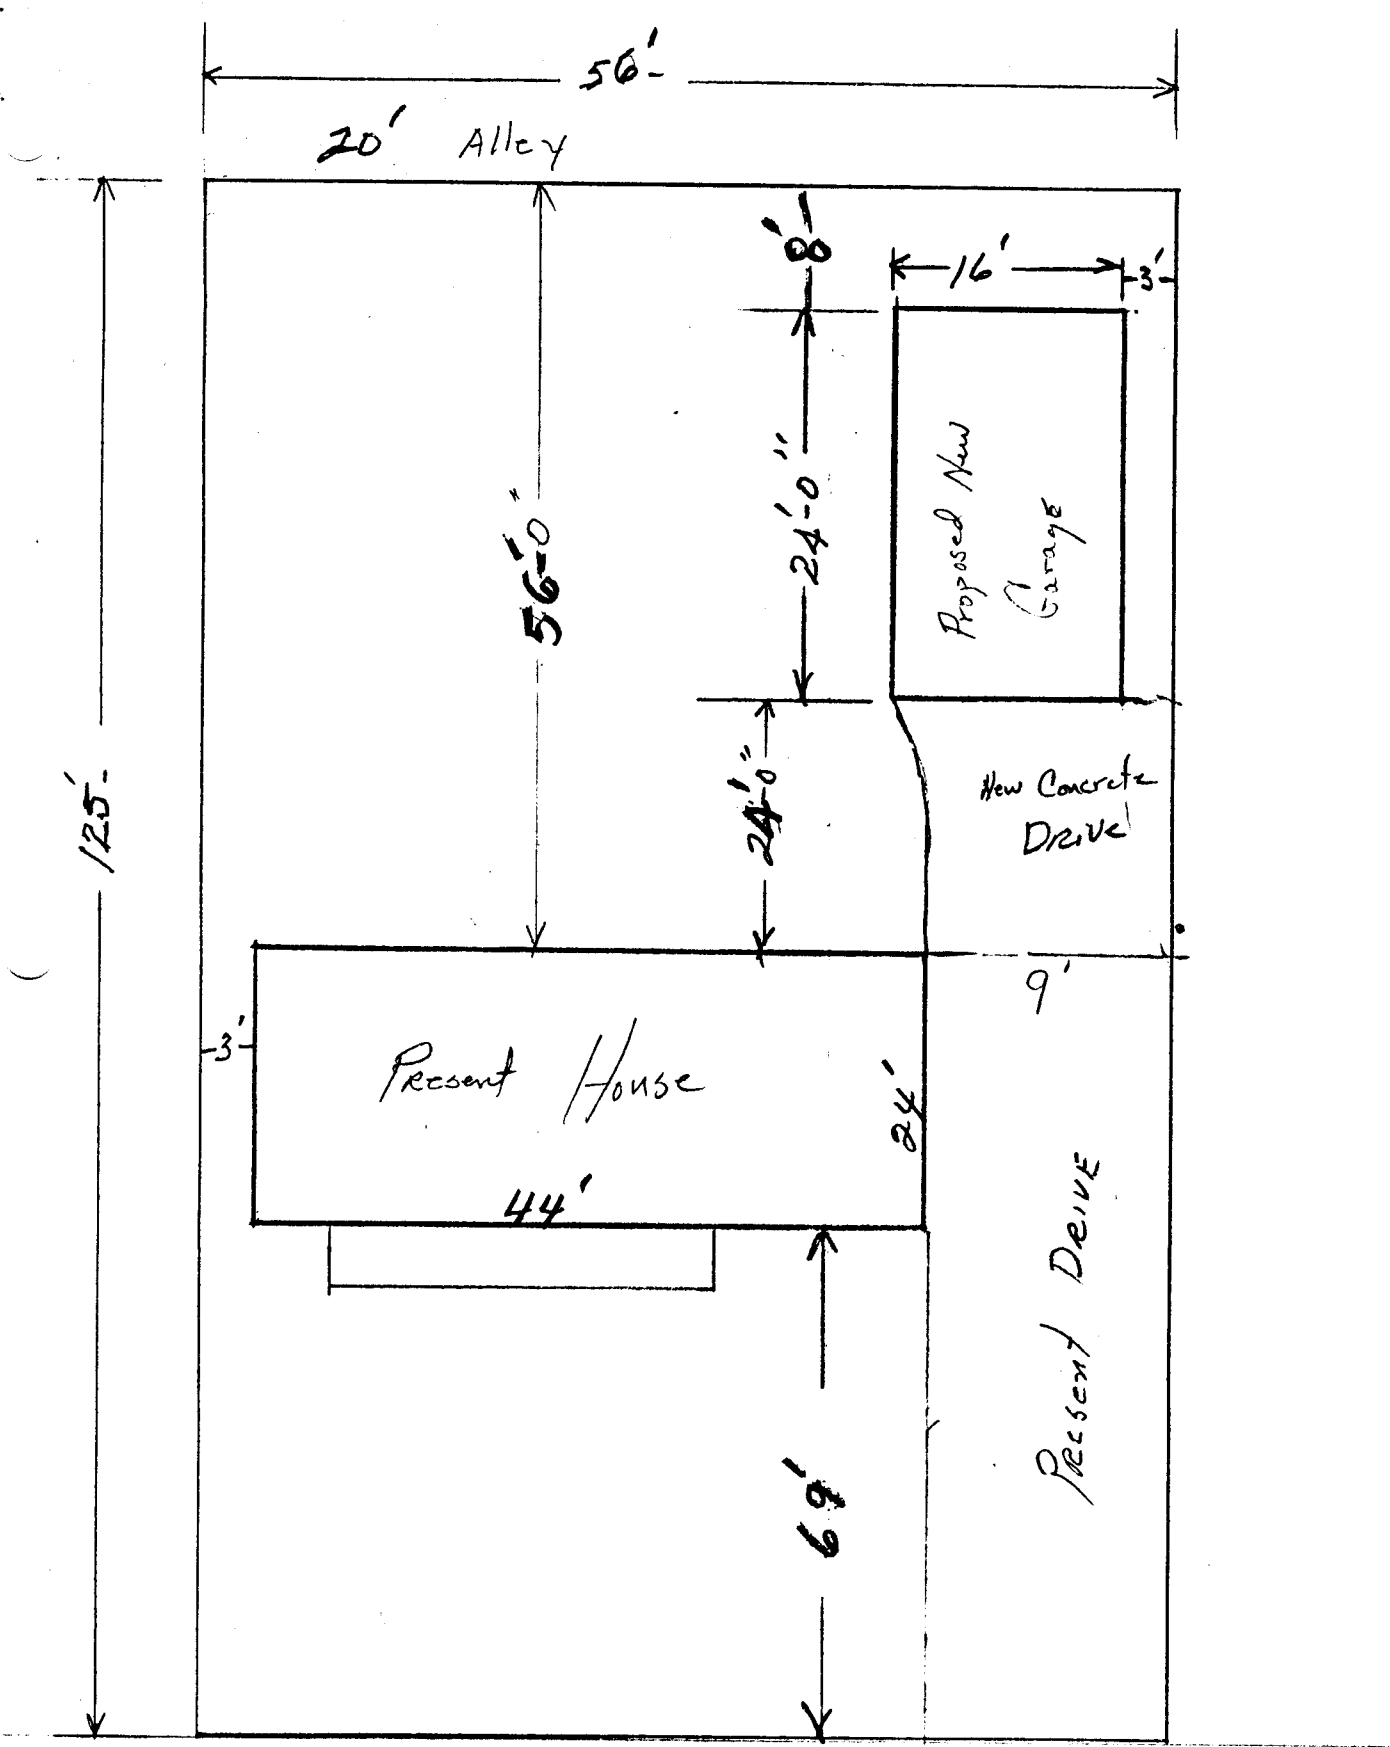 56'-
20' Alley
8'-
16'
3'
24'-0"
Proposed New
Garage
56'-0"
24'-0"
New Concrete
Drive
125'-
9'
3'
Present House
24'
44'
Present Drive
69'